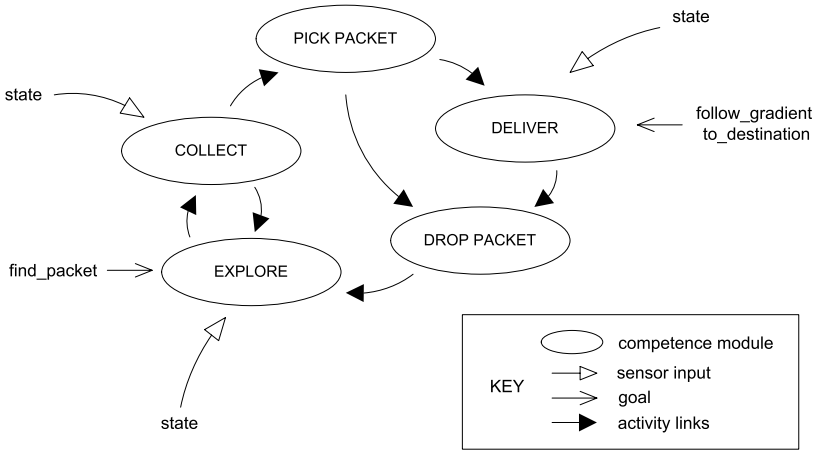 PICK PACKET
state
state
follow_gradient
to_destination
DELIVER
COLLECT
DROP PACKET
find_packet
EXPLORE
state
KEY
competence module
sensor input
goal
activity links